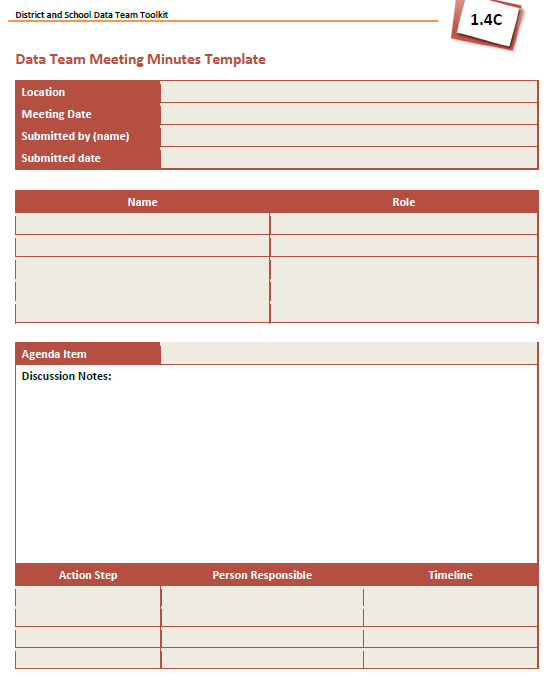 District and School Data Team Toolkit
1.4C
Data Team Meeting Minutes Template
Location
Meeting Date
Submitted by (name)
Submitted date
Name Role
Agenda Item
Discussion Notes:
Action Step Person Responsible Timeline